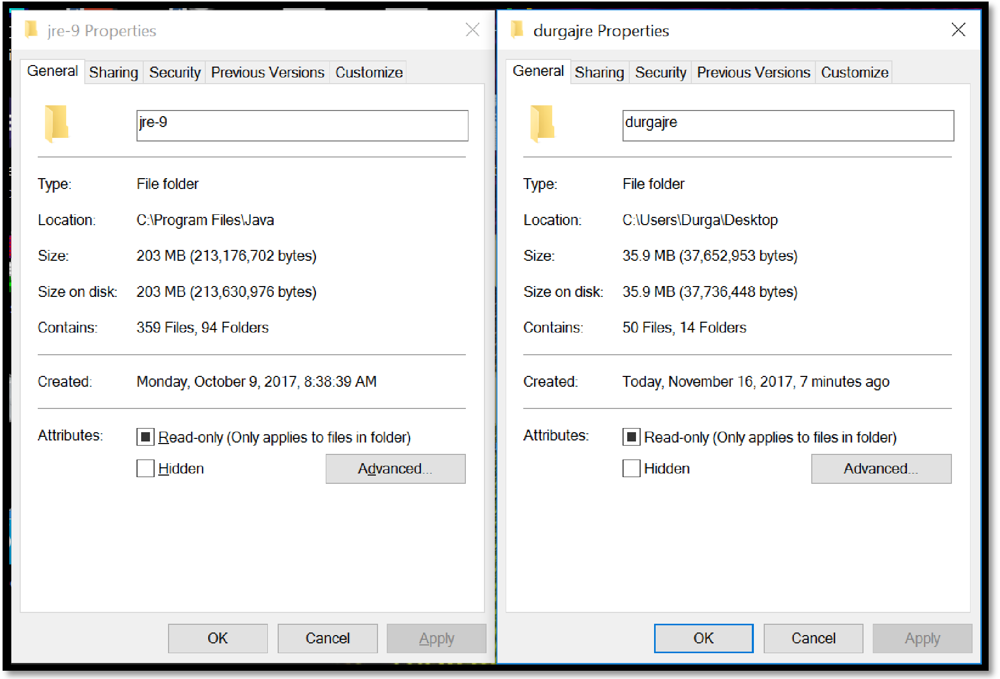 jre-9 Properties
General Sharing Security Previous Versions Customize
jre-9
Type: File folder
Location: C:\Program Files\Java
Size: 203 MB (213,176,702 bytes)
Size on disk: 203 MB (213,630,976 bytes)
Contains: 359 Files, 94 Folders
Created: Monday, October 9, 2017, 8:38:39 AM
Attributes: Read-only (Only applies to files in folder)
Hidden Advanced...
OK Cancel Apply
durgajre Properties
General Sharing Security Previous Versions Customize
durgajre
Type: File folder
Location: C:\Users\Durga\Desktop
Size: 35.9 MB (37,652,953 bytes)
Size on disk: 35.9 MB (37,736,448 bytes)
Contains: 50 Files, 14 Folders
Created: Today, November 16, 2017, 7 minutes ago
Attributes: Read-only (Only applies to files in folder)
Hidden Advanced...
OK Cancel Apply